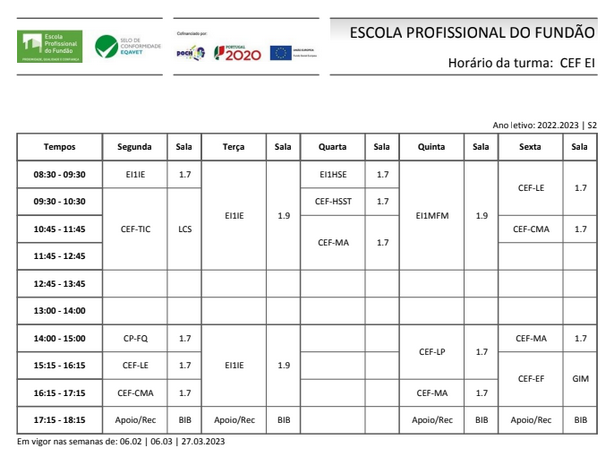 Escola
Profissional
do Fundão
SELO DE
CONFORMIDADE
EQAVET
Cofinanciado por:
POCH
PORTUGAL
2020
ESCOLA PROFISSIONAL DO FUNDÃO
Horário da turma: CEF EI
Ano letivo: 2022.2023 | S2
Tempos Segunda Sala Terça Sala Quarta Sala Quinta Sala Sexta Sala
08:30 - 09:30 EI1IE 1.7 EI1HSE 1.7
CEF-LE 1.7
09:30 - 10:30 CEF-HSST 1.7
EI1IE 1.9 EI1MFM 1.9
10:45 - 11:45 CEF-TIC LCS CEF-CMA 1.7
CEF-MA 1.7
11:45 - 12:45
12:45 - 13:45
13:00 - 14:00
14:00 - 15:00 CP-FQ 1.7 CEF-MA 1.7
CEF-LP 1.7
15:15 - 16:15 CEF-LE 1.7 EI1IE 1.9
CEF-EF GIM
16:15 - 17:15 CEF-CMA 1.7 CEF-MA 1.7
17:15 - 18:15 Apoio/Rec BIB Apoio/Rec BIB Apoio/Rec BIB Apoio/Rec BIB
Em vigor nas semanas de: 06.02 | 06.03 | 27.03.2023